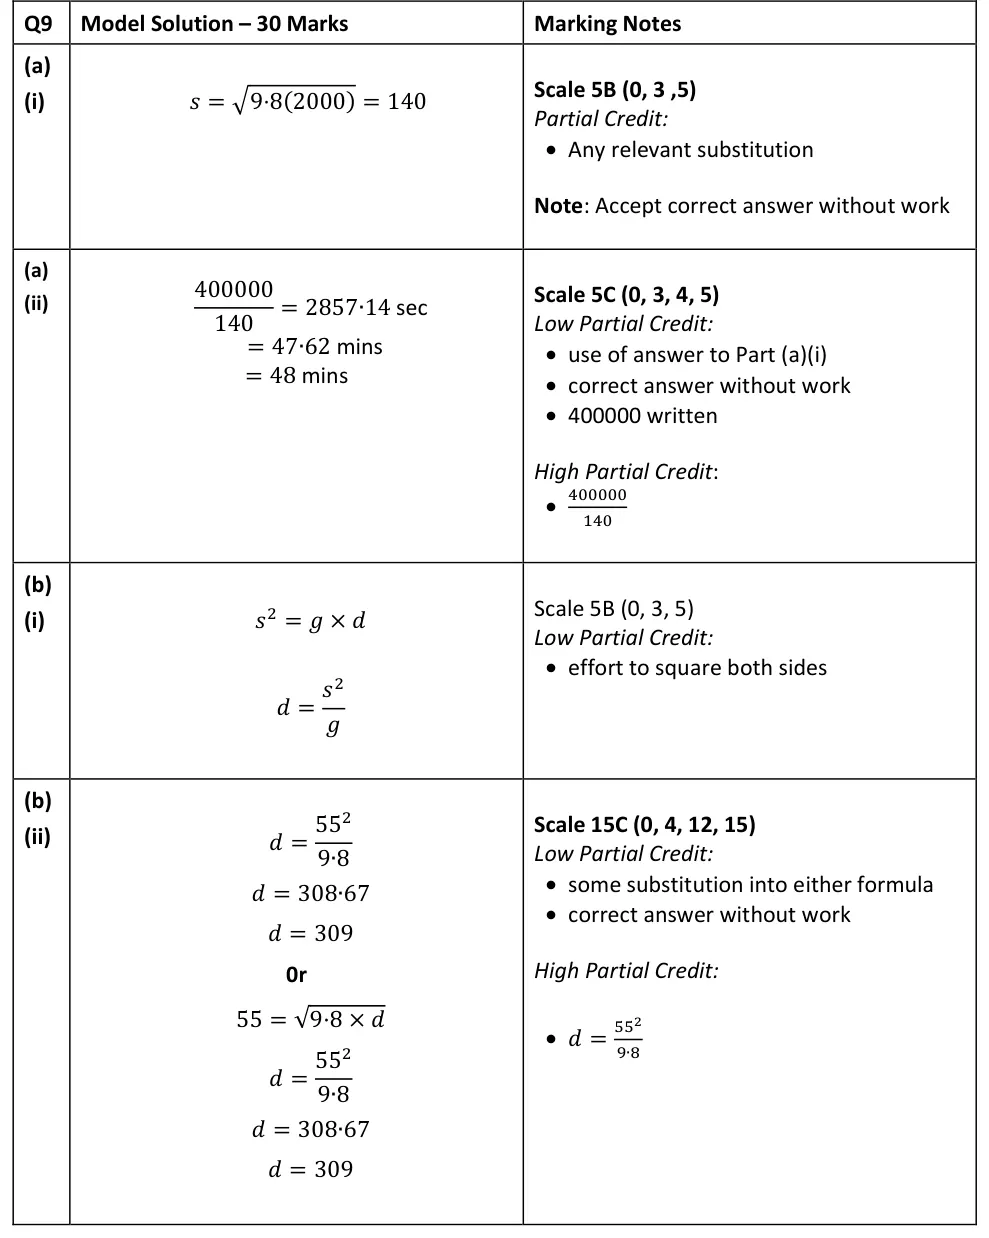 Q9 Model Solution – 30 Marks Marking Notes
(a)
(i)
s = √9·8(2000) = 140
Scale 5B (0, 3 ,5)
Partial Credit:
• Any relevant substitution
Note: Accept correct answer without work
(a)
(ii)
400000/140 = 2857·14 sec
= 47·62 mins
= 48 mins
Scale 5C (0, 3, 4, 5)
Low Partial Credit:
• use of answer to Part (a)(i)
• correct answer without work
• 400000 written
High Partial Credit:
• 400000/140
(b)
(i)
s² = g × d
d = s²/g
Scale 5B (0, 3, 5)
Low Partial Credit:
• effort to square both sides
(b)
(ii)
d = 55²/9·8
d = 308·67
d = 309
0r
55 = √9·8 × d
d = 55²/9·8
d = 308·67
d = 309
Scale 15C (0, 4, 12, 15)
Low Partial Credit:
• some substitution into either formula
• correct answer without work
High Partial Credit:
• d = 55²/9·8